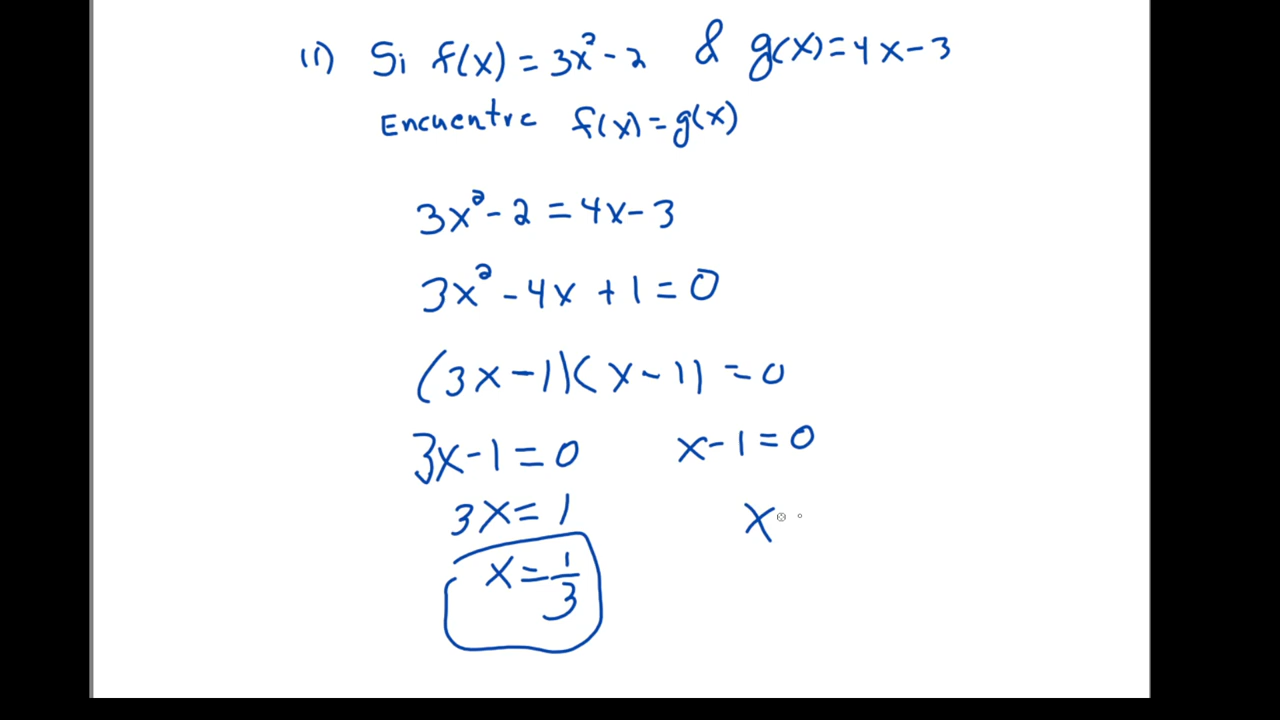 11) Si f(x) = 3x² - 2 & g(x) = 4x - 3
Encuentre f(x) = g(x)
3x² - 2 = 4x - 3
3x² - 4x + 1 = 0
(3x - 1)(x - 1) = 0
3x - 1 = 0 x - 1 = 0
3x = 1 x
x = 1/3